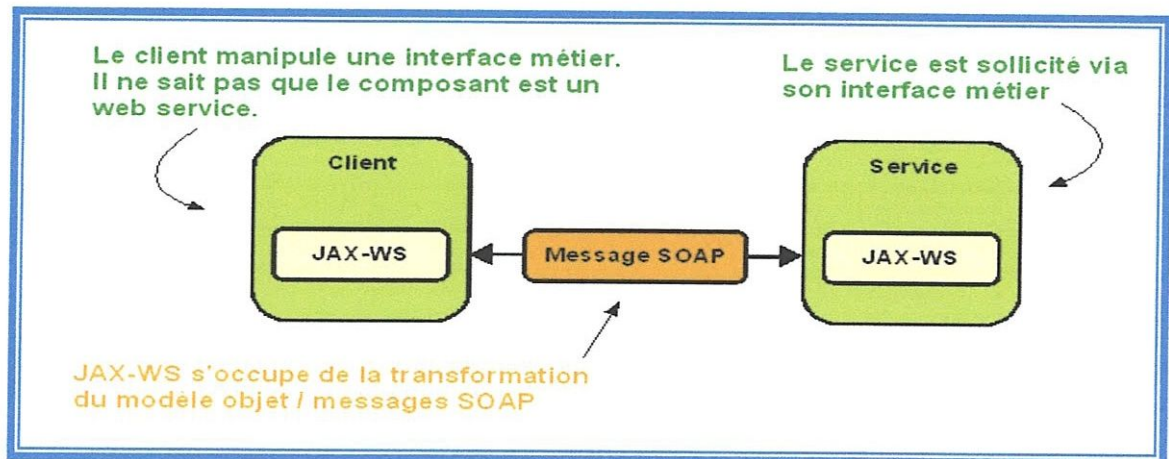 Le client manipule une interface métier.
Il ne sait pas que le composant est un
web service.
Le service est sollicité via
son interface métier
Client
JAX-WS
Message SOAP
Service
JAX-WS
JAX-WS s'occupe de la transformation
du modèle objet / messages SOAP